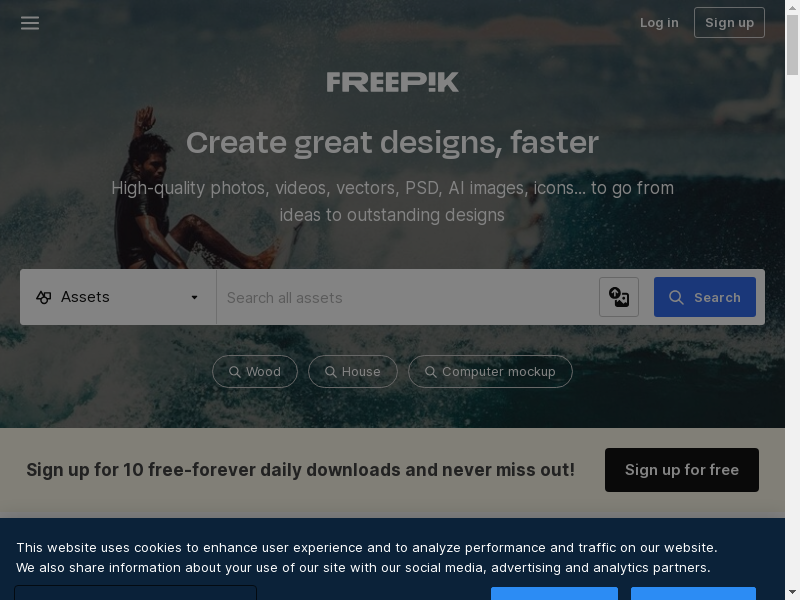 Log in
Sign up
FREEPIK
Create great designs, faster
High-quality photos, videos, vectors, PSD, AI images, icons... to go from
ideas to outstanding designs
Assets
Search all assets
Search
Wood
House
Computer mockup
Sign up for 10 free-forever daily downloads and never miss out!
Sign up for free
This website uses cookies to enhance user experience and to analyze performance and traffic on our website.
We also share information about your use of our site with our social media, advertising and analytics partners.